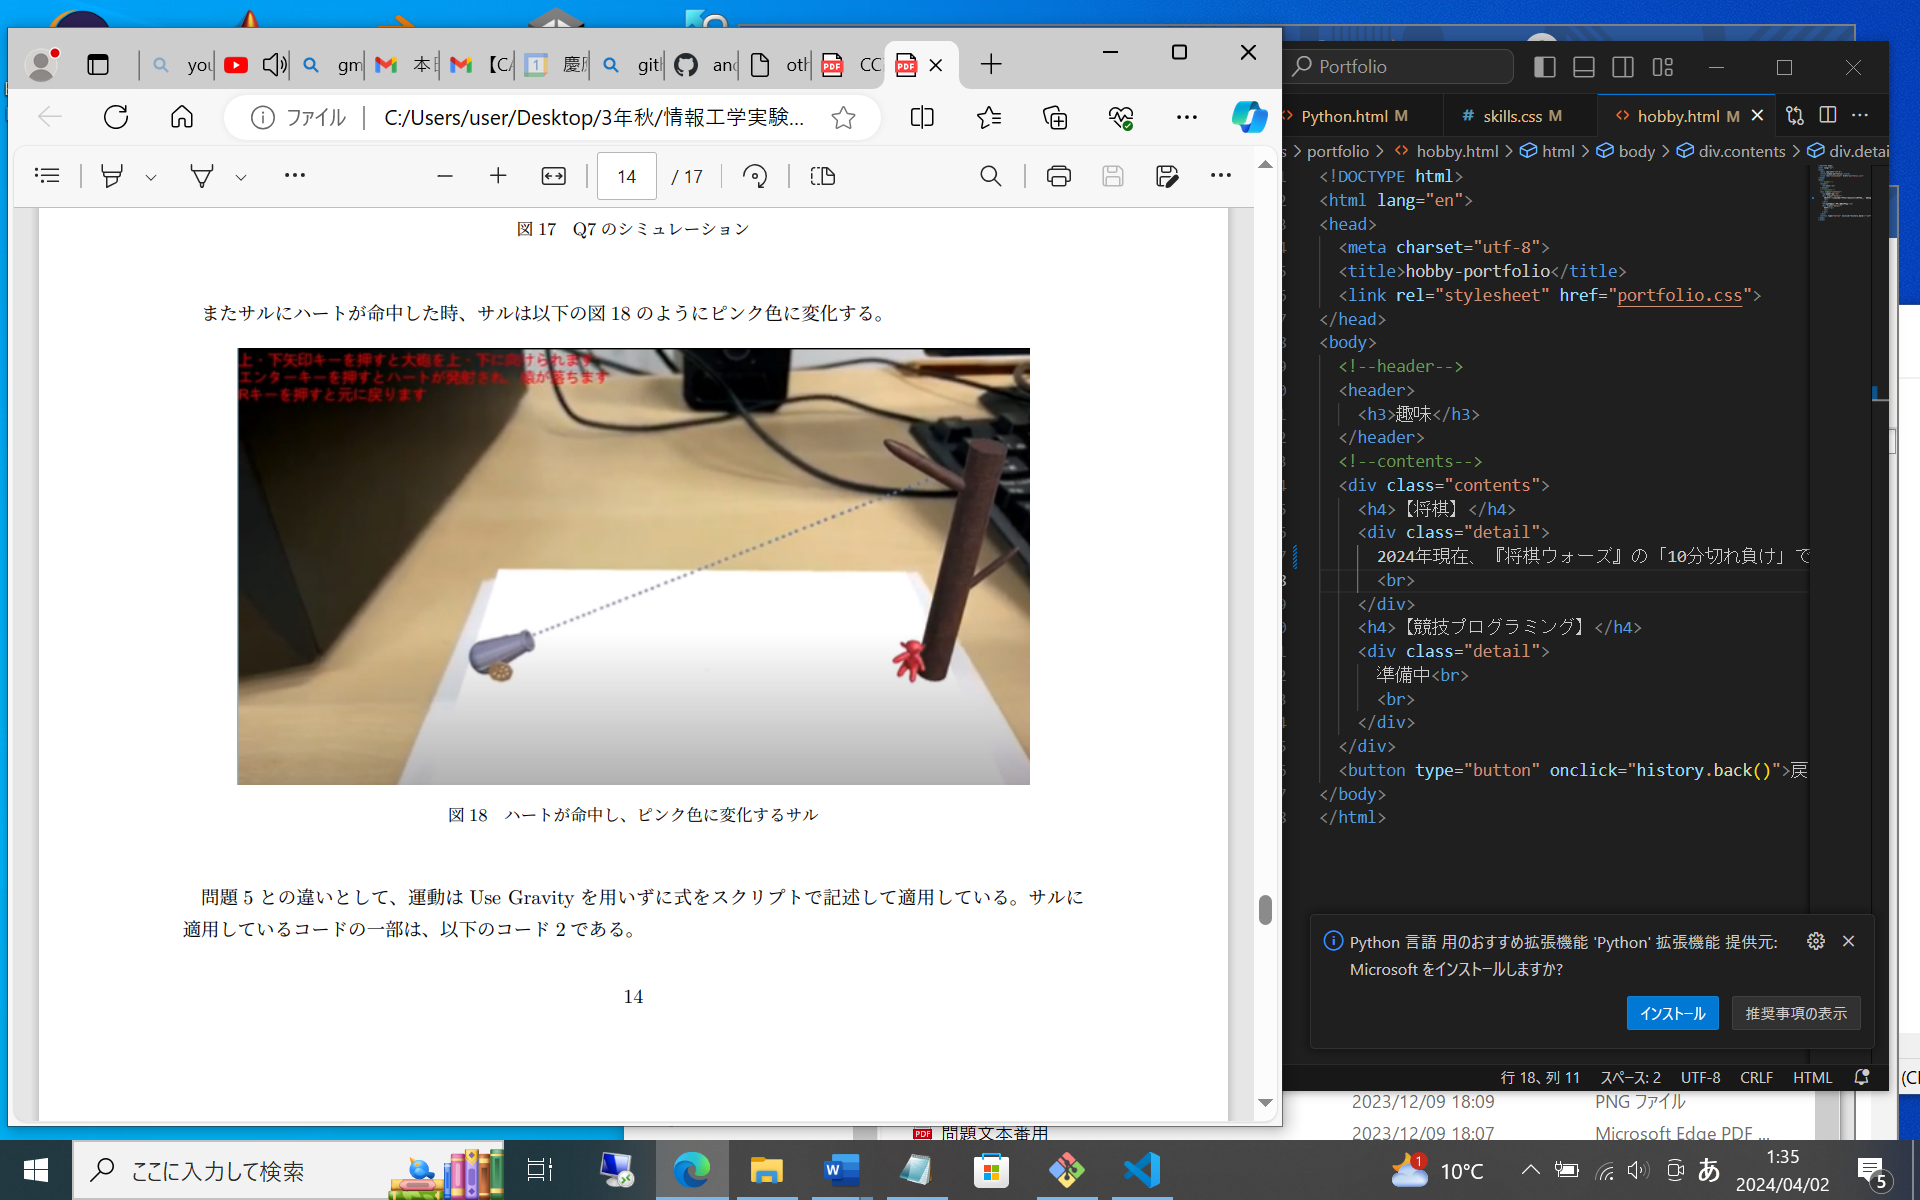 you
gm
本日
【CA
慶應
gith
and
oth
CC
ファイル
C:/Users/user/Desktop/3年秋/情報工学実験...
14 / 17
図 17 Q7 のシミュレーション
またサルにハートが命中した時、サルは以下の図 18 のようにピンク色に変化する。
上・下矢印キーを押すと大砲を上・下に向けられます
エンターキーを押すとハートが発射され、猿が落ちます
Rキーを押すと元に戻ります
図 18 ハートが命中し、ピンク色に変化するサル
問題 5 との違いとして、運動は Use Gravity を用いずに式をスクリプトで記述して適用している。サルに
適用しているコードの一部は、以下のコード 2 である。
14
Portfolio
Python.html M
# skills.css M
hobby.html M
s > portfolio > hobby.html > html > body > div.contents > div.detai
<!DOCTYPE html>
<html lang="en">
<head>
<meta charset="utf-8">
<title>hobby-portfolio</title>
<link rel="stylesheet" href="portfolio.css">
</head>
<body>
<!--header-->
<header>
<h3>趣味</h3>
</header>
<!--contents-->
<div class="contents">
<h4>【将棋】</h4>
<div class="detail">
2024年現在、『将棋ウォーズ』の「10分切れ負け」で
<br>
</div>
<h4>【競技プログラミング】</h4>
<div class="detail">
準備中<br>
<br>
</div>
</div>
<button type="button" onclick="history.back()">戻
</body>
</html>
Python 言語 用のおすすめ拡張機能 'Python' 拡張機能 提供元:
Microsoft をインストールしますか?
インストール
推奨事項の表示
行 18、列 11
スペース: 2
UTF-8
CRLF
HTML
(Cl
2023/12/09 18:09
PNG ファイル
2023/12/09 18:07
Microsoft Edge PDF ...
問題文本番用
ここに入力して検索
1
10°C
あ
1:35
2024/04/02
5